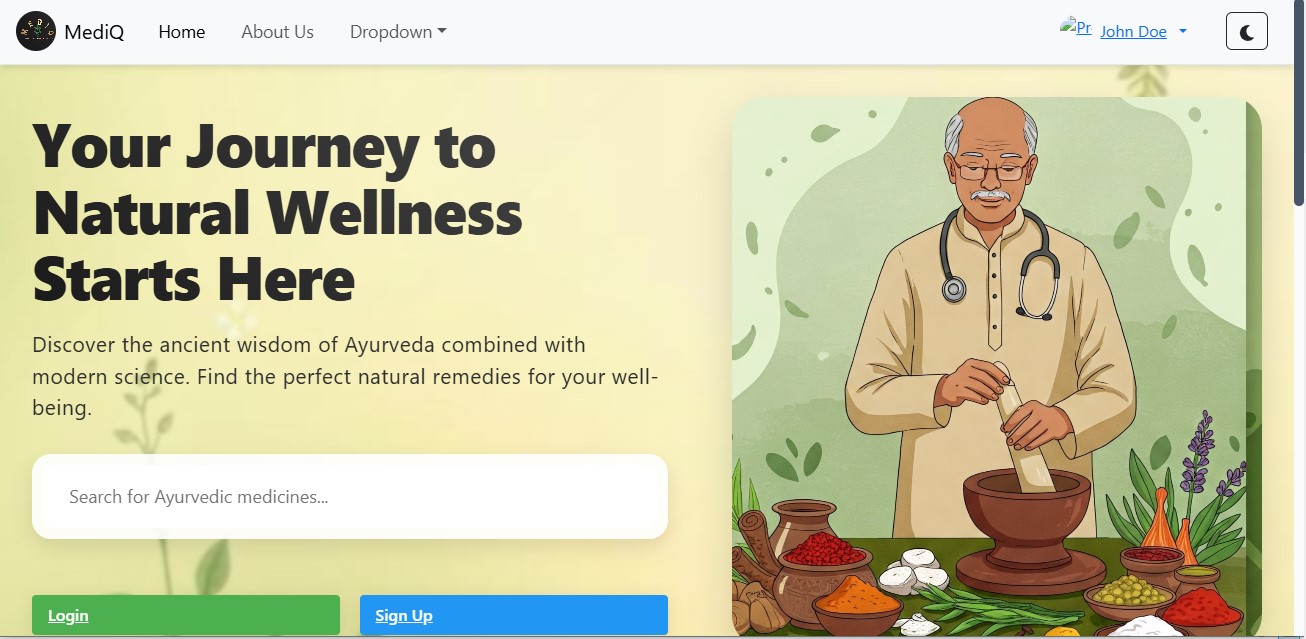 MediQ
Home
About Us
Dropdown
Pr
John Doe
Your Journey to
Natural Wellness
Starts Here
Discover the ancient wisdom of Ayurveda combined with
modern science. Find the perfect natural remedies for your well-
being.
Search for Ayurvedic medicines...
Login
Sign Up